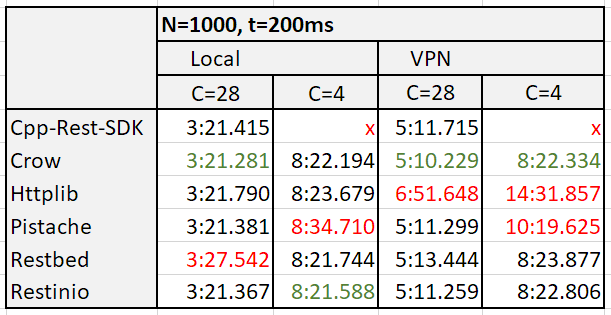 N=1000, t=200ms
Local VPN
C=28 C=4 C=28 C=4
Cpp-Rest-SDK 3:21.415 x 5:11.715 x
Crow 3:21.281 8:22.194 5:10.229 8:22.334
Httplib 3:21.790 8:23.679 6:51.648 14:31.857
Pistache 3:21.381 8:34.710 5:11.299 10:19.625
Restbed 3:27.542 8:21.744 5:13.444 8:23.877
Restinio 3:21.367 8:21.588 5:11.259 8:22.806